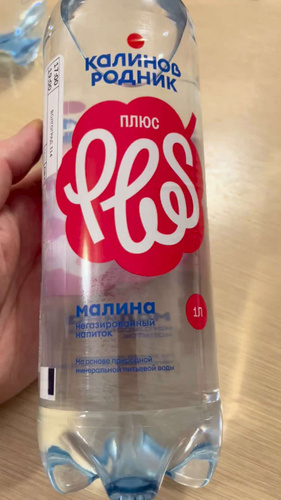 КАЛИНОВ
РОДНИК
ПЛЮС
Plus
малина
негазированный
напиток
1Л
На основе природной
минеральной питьевой воды